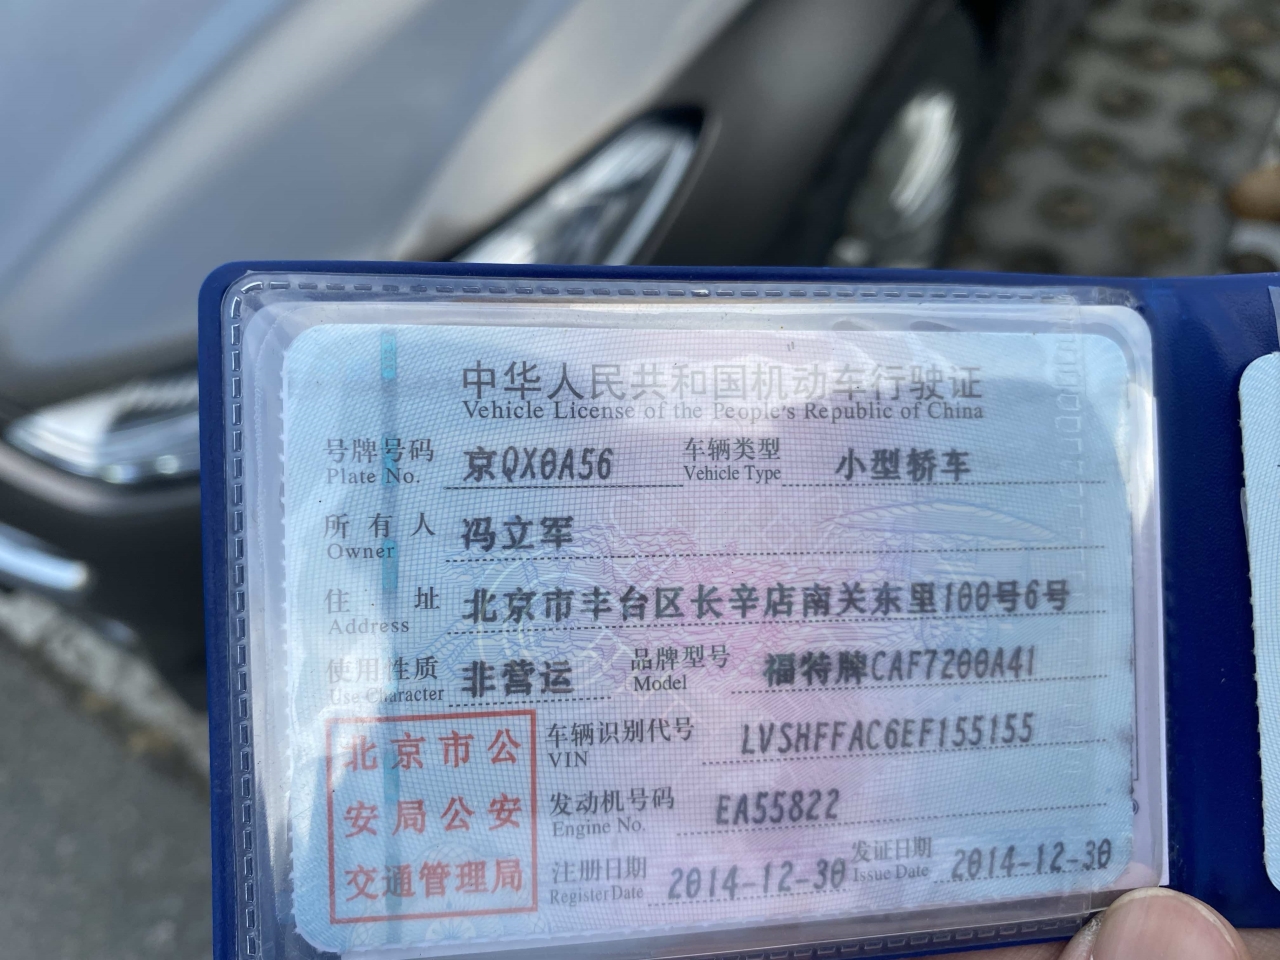 中华人民共和国机动车行驶证
Vehicle License of the People's Republic of China
号牌号码 京QX0A56 车辆类型 小型轿车
Plate No. Vehicle Type
所有人 冯立军
Owner
住址 北京市丰台区长辛店南关东里100号6号
Address
使用性质 非营运 品牌型号 福特牌CAF7200A41
Use Character Model
北京市公
安局公安
交通管理局
车辆识别代号 LVSHFFAC6EF155155
VIN
发动机号码 EA55822
Engine No.
注册日期 2014-12-30 发证日期 2014-12-30
Register Date Issue Date